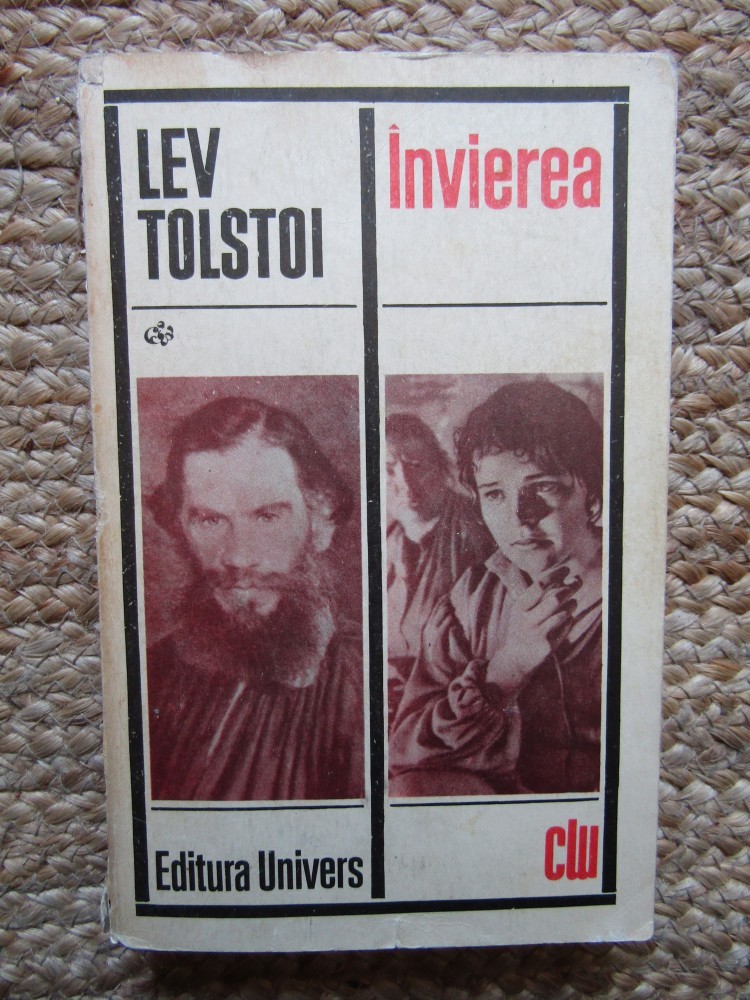 LEV
TOLSTOI
Învierea
Editura Univers
clu